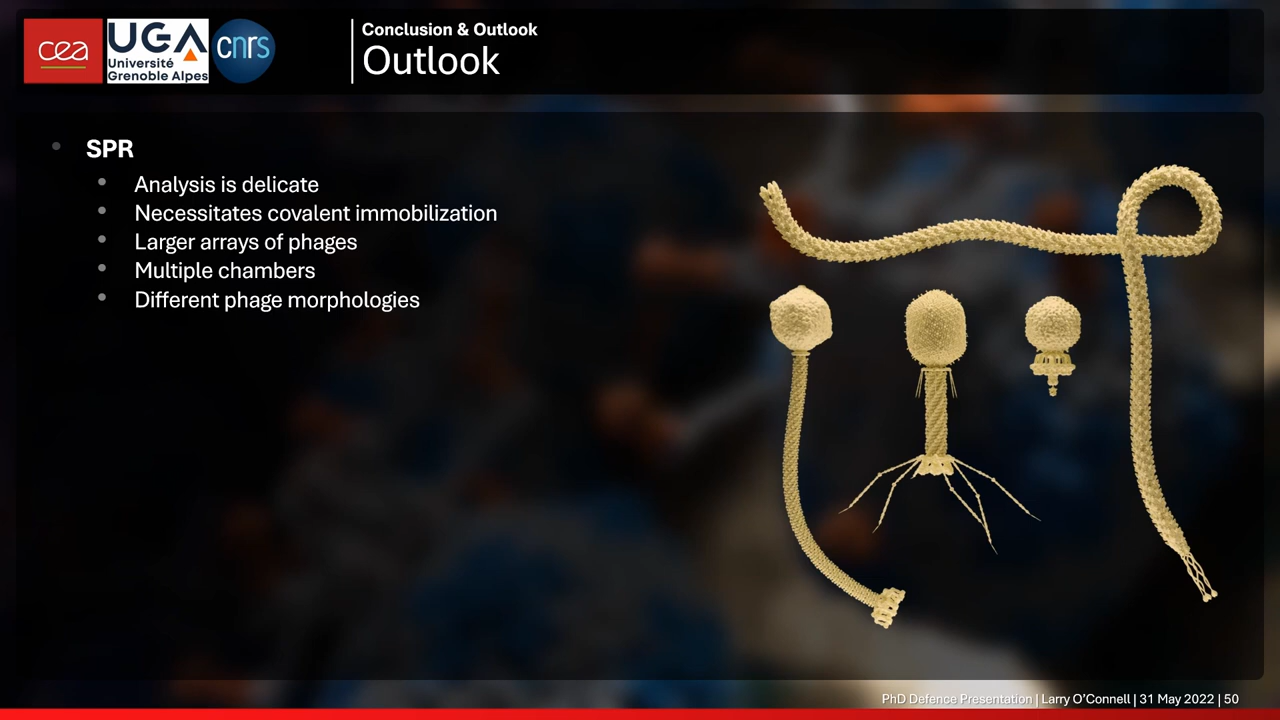 cea
UGA
Université
Grenoble Alpes
cnrs
Conclusion & Outlook
Outlook
SPR
Analysis is delicate
Necessitates covalent immobilization
Larger arrays of phages
Multiple chambers
Different phage morphologies
PhD Defence Presentation | Larry O’Connell | 31 May 2022 | 50